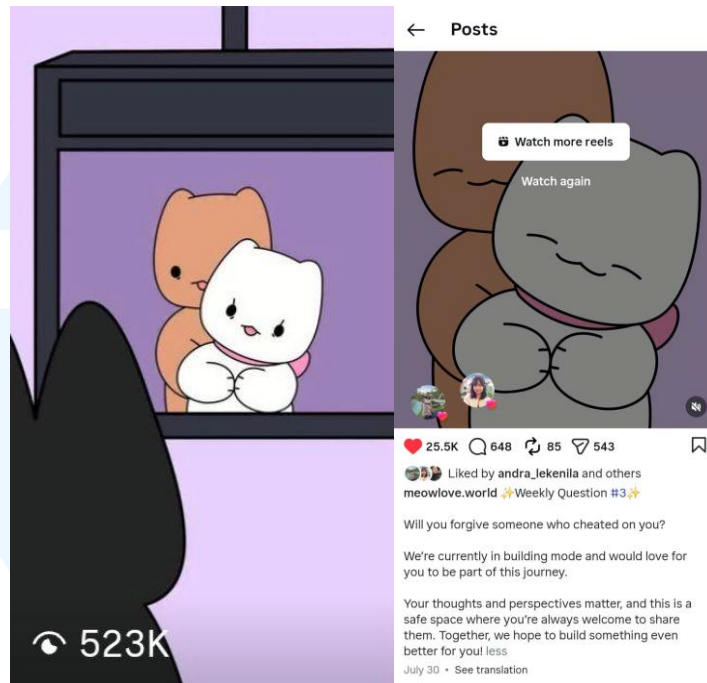 523K
Posts
Watch more reels
Watch again
25.5K 648 85 543
Liked by andra_lekenila and others
meowlove.world ✨Weekly Question #3✨
Will you forgive someone who cheated on you?
We're currently in building mode and would love for
you to be part of this journey.
Your thoughts and perspectives matter, and this is a
safe space where you're always welcome to share
them. Together, we hope to build something even
better for you! less
July 30 • See translation